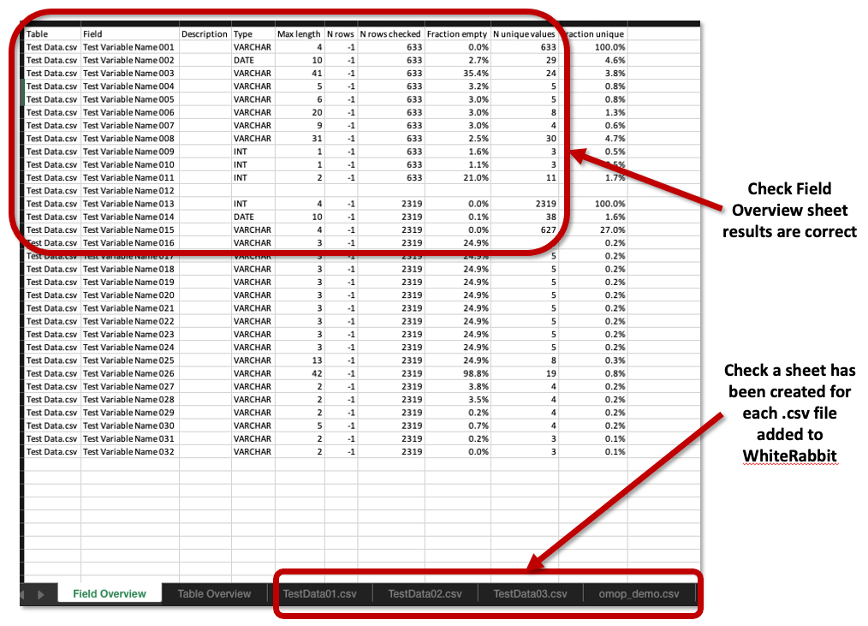 Table Field Description Type Max length N rows N rows checked Fraction empty N unique values raction unique
Test Data.csv Test Variable Name 001 VARCHAR 4 -1 633 0.0% 633 100.0%
Test Data.csv Test Variable Name 002 DATE 10 -1 633 2.7% 29 4.6%
Test Data.csv Test Variable Name 003 VARCHAR 41 -1 633 35.4% 24 3.8%
Test Data.csv Test Variable Name 004 VARCHAR 5 -1 633 3.2% 5 0.8%
Test Data.csv Test Variable Name 005 VARCHAR 6 -1 633 3.0% 5 0.8%
Test Data.csv Test Variable Name 006 VARCHAR 20 -1 633 3.0% 8 1.3%
Test Data.csv Test Variable Name 007 VARCHAR 9 -1 633 3.0% 4 0.6%
Test Data.csv Test Variable Name 008 VARCHAR 31 -1 633 2.5% 30 4.7%
Test Data.csv Test Variable Name 009 INT 1 -1 633 1.6% 3 0.5%
Test Data.csv Test Variable Name 010 INT 1 -1 633 1.1% 3
Test Data.csv Test Variable Name 011 INT 2 -1 633 21.0% 11 1.7%
Test Data.csv Test Variable Name 012
Test Data.csv Test Variable Name 013 INT 4 -1 2319 0.0% 2319 100.0%
Test Data.csv Test Variable Name 014 DATE 10 -1 2319 0.1% 38 1.6%
Test Data.csv Test Variable Name 015 VARCHAR 4 -1 2319 0.0% 627 27.0%
Test Data.csv Test Variable Name 016 VARCHAR 3 -1 2319 24.9% 0.2%
Test Data.csv Test Variable Name 017 VARCHAR 3 -1 2319 24.9% 5 0.2%
Test Data.csv Test Variable Name 018 VARCHAR 3 -1 2319 24.9% 5 0.2%
Test Data.csv Test Variable Name 019 VARCHAR 3 -1 2319 24.9% 5 0.2%
Test Data.csv Test Variable Name 020 VARCHAR 3 -1 2319 24.9% 5 0.2%
Test Data.csv Test Variable Name 021 VARCHAR 3 -1 2319 24.9% 5 0.2%
Test Data.csv Test Variable Name 022 VARCHAR 3 -1 2319 24.9% 5 0.2%
Test Data.csv Test Variable Name 023 VARCHAR 3 -1 2319 24.9% 5 0.2%
Test Data.csv Test Variable Name 024 VARCHAR 3 -1 2319 24.9% 5 0.2%
Test Data.csv Test Variable Name 025 VARCHAR 13 -1 2319 24.9% 8 0.3%
Test Data.csv Test Variable Name 026 VARCHAR 42 -1 2319 98.8% 19 0.8%
Test Data.csv Test Variable Name 027 VARCHAR 2 -1 2319 3.8% 4 0.2%
Test Data.csv Test Variable Name 028 VARCHAR 2 -1 2319 3.5% 4 0.2%
Test Data.csv Test Variable Name 029 VARCHAR 2 -1 2319 0.2% 4 0.2%
Test Data.csv Test Variable Name 030 VARCHAR 5 -1 2319 0.7% 4 0.2%
Test Data.csv Test Variable Name 031 VARCHAR 2 -1 2319 0.2% 3 0.1%
Test Data.csv Test Variable Name 032 VARCHAR 2 -1 2319 0.0% 3 0.1%
Check Field
Overview sheet
results are correct
Check a sheet has
been created for
each .csv file
added to
WhiteRabbit
Field Overview Table Overview TestData01.csv TestData02.csv TestData03.csv omop_demo.csv